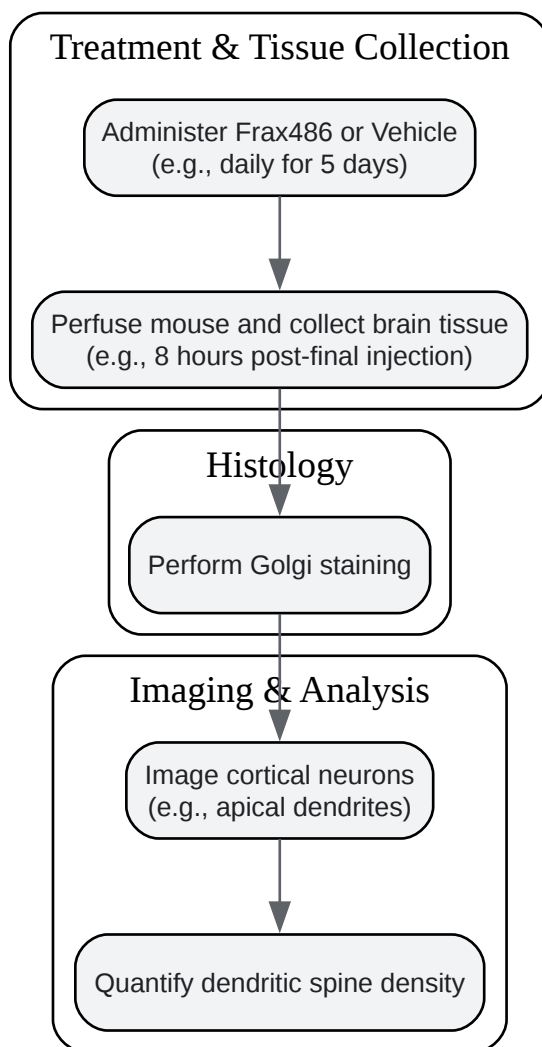 Treatment & Tissue Collection
Administer Frax486 or Vehicle
(e.g., daily for 5 days)
Perfuse mouse and collect brain tissue
(e.g., 8 hours post-final injection)
Histology
Perform Golgi staining
Imaging & Analysis
Image cortical neurons
(e.g., apical dendrites)
Quantify dendritic spine density